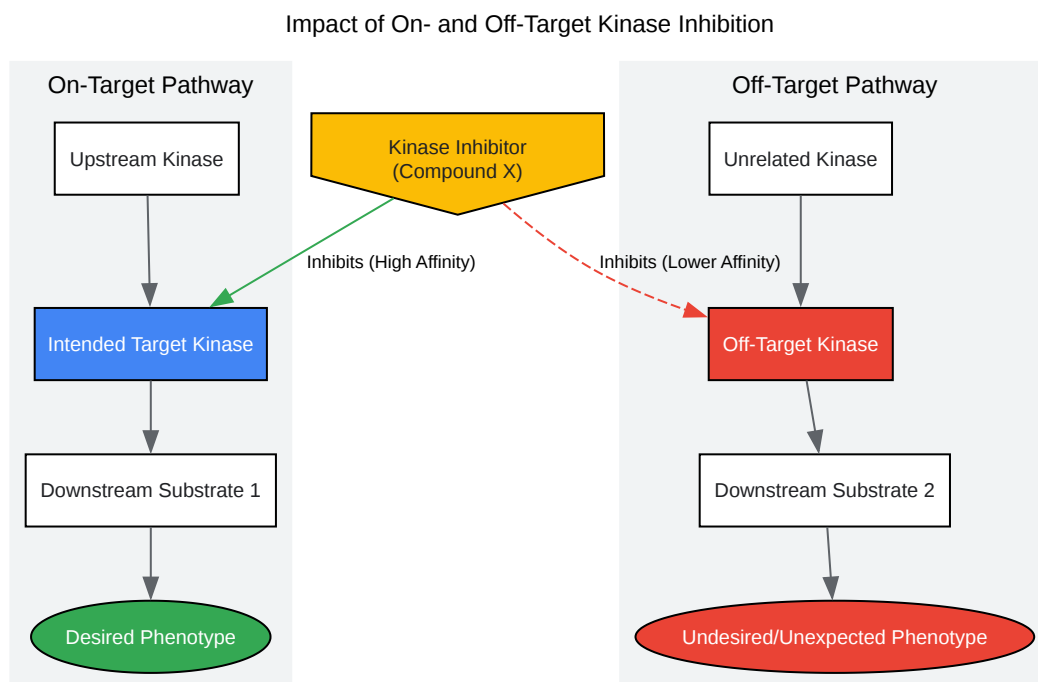 Impact of On- and Off-Target Kinase Inhibition
On-Target Pathway
Off-Target Pathway
Upstream Kinase
Kinase Inhibitor
(Compound X)
Unrelated Kinase
Inhibits (High Affinity)
Inhibits (Lower Affinity)
Intended Target Kinase
Off-Target Kinase
Downstream Substrate 1
Downstream Substrate 2
Desired Phenotype
Undesired/Unexpected Phenotype